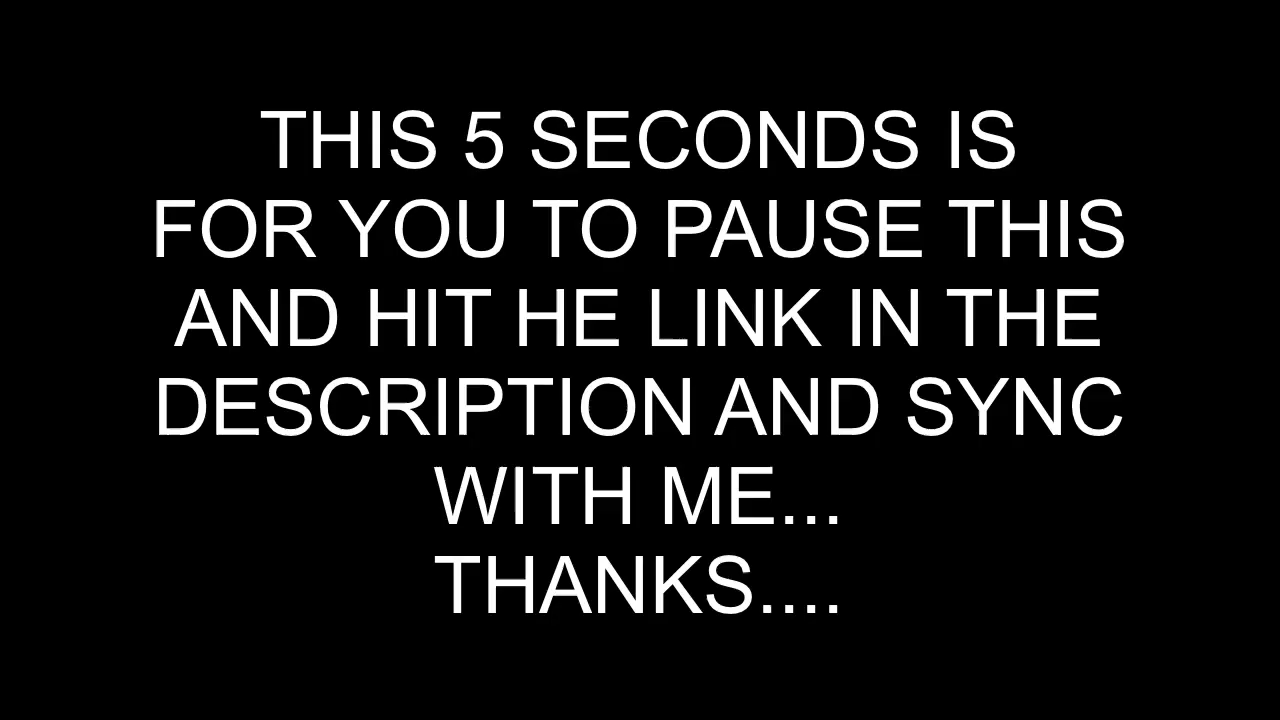 THIS 5 SECONDS IS
FOR YOU TO PAUSE THIS
AND HIT HE LINK IN THE
DESCRIPTION AND SYNC
WITH ME...
THANKS....